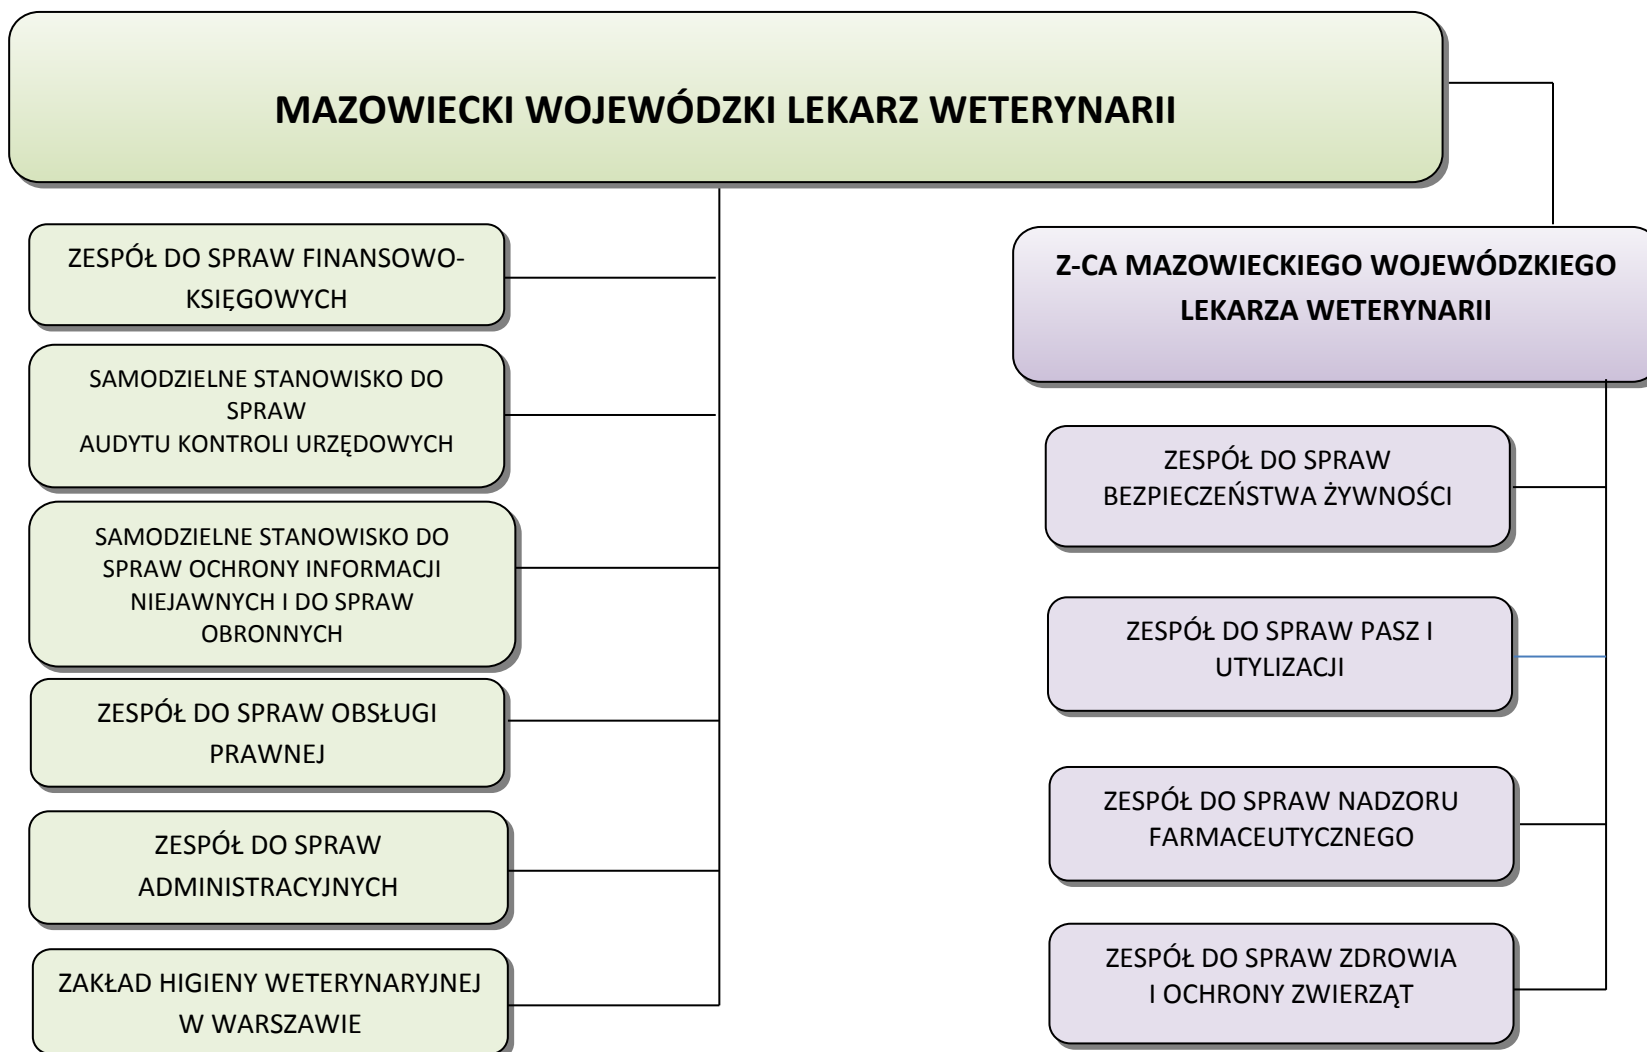 MAZOWIECKI WOJEWÓDZKI LEKARZ WETERYNARII
ZESPÓŁ DO SPRAW FINANSOWO-
KSIĘGOWYCH
SAMODZIELNE STANOWISKO DO
SPRAW
AUDYTU KONTROLI URZĘDOWYCH
SAMODZIELNE STANOWISKO DO
SPRAW OCHRONY INFORMACJI
NIEJAWNYCH I DO SPRAW
OBRONNYCH
ZESPÓŁ DO SPRAW OBSŁUGI
PRAWNEJ
ZESPÓŁ DO SPRAW
ADMINISTRACYJNYCH
ZAKŁAD HIGIENY WETERYNARYJNEJ
W WARSZAWIE
Z-CA MAZOWIECKIEGO WOJEWÓDZKIEGO
LEKARZA WETERYNARII
ZESPÓŁ DO SPRAW
BEZPIECZEŃSTWA ŻYWNOŚCI
ZESPÓŁ DO SPRAW PASZ I
UTYLIZACJI
ZESPÓŁ DO SPRAW NADZORU
FARMACEUTYCZNEGO
ZESPÓŁ DO SPRAW ZDROWIA
I OCHRONY ZWIERZĄT